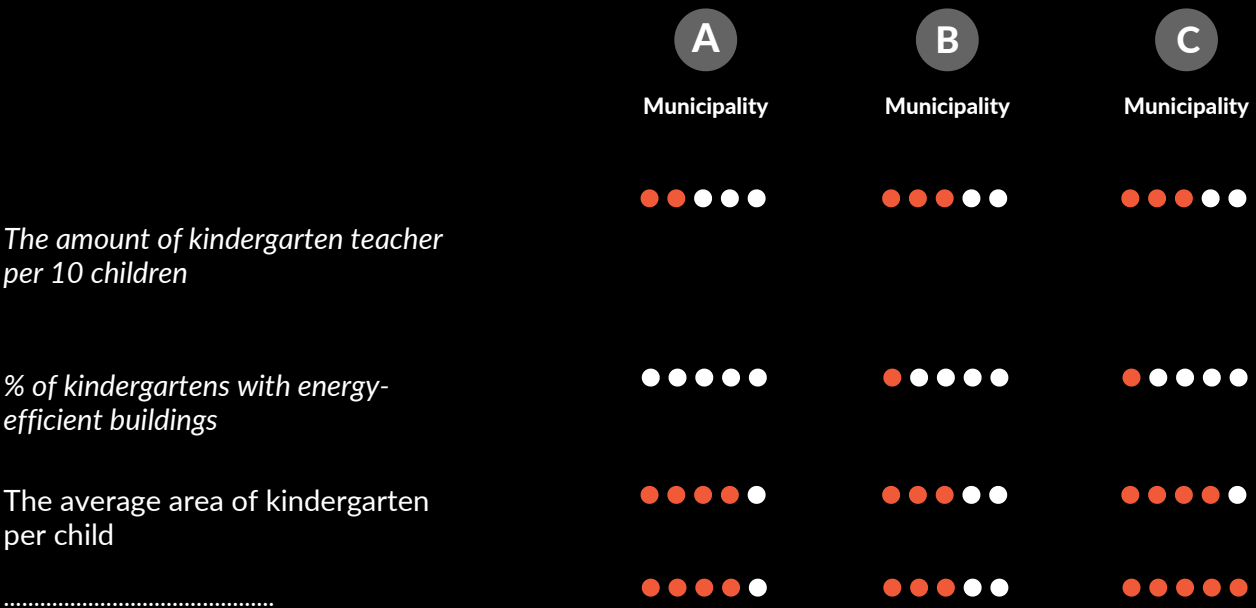 A
B
C
Municipality
Municipality
Municipality
The amount of kindergarten teacher
per 10 children
% of kindergartens with energy-
efficient buildings
The average area of kindergarten
per child
.............................................